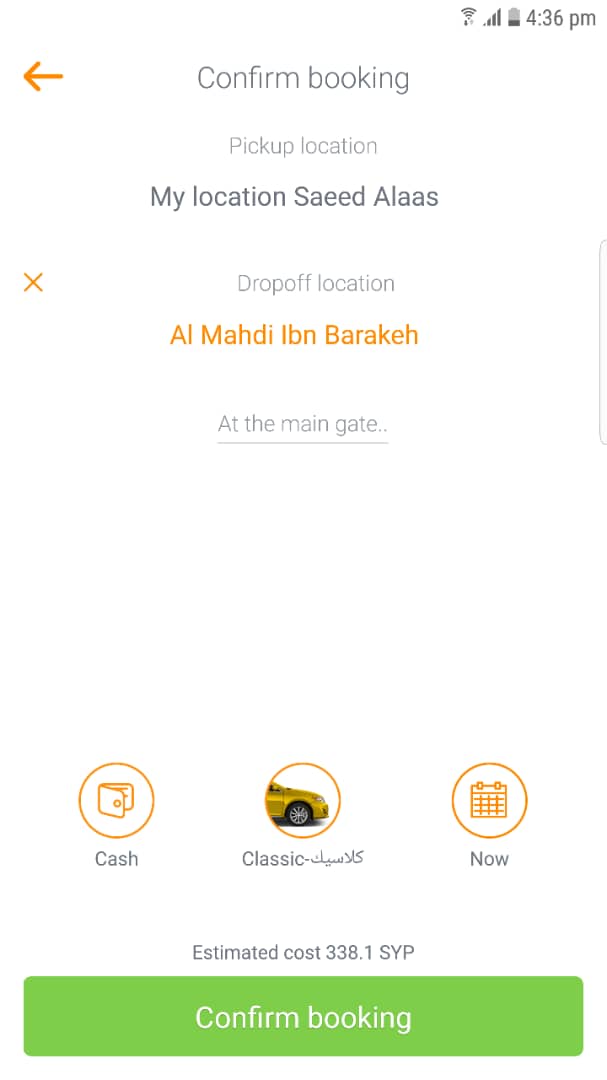 4:36 pm
Confirm booking
Pickup location
My location Saeed Alaas
Dropoff location
Al Mahdi Ibn Barakeh
At the main gate..
Cash
Classic-كلاسيك
Now
Estimated cost 338.1 SYP
Confirm booking